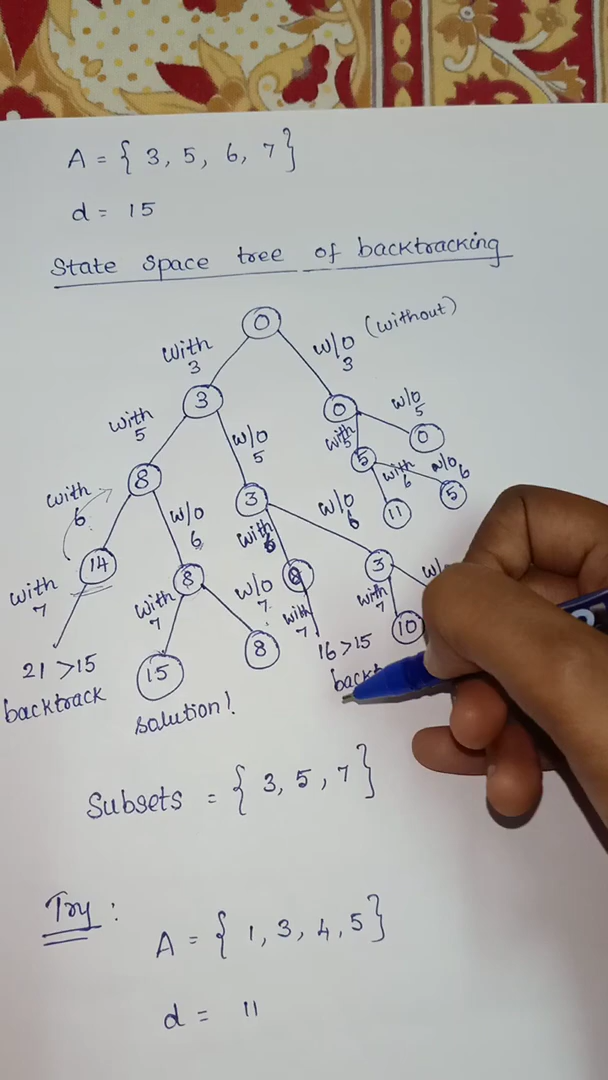 A = { 3, 5, 6, 7 }
d = 15
State space tree of backtracking
0
with 3
w/o 3
(without)
3
0
with 5
w/o 5
with 5
w/o 5
8
3
5
0
with 6
w/o 6
with 6
w/o 6
with 6
w/o 6
14
8
3
11
5
with 7
with 7
w/o 7
with 7
with 7
21 > 15
backtrack
15
8
16 > 15
10
solution!
Subsets = { 3, 5, 7 }
Try :
A = { 1, 3, 4, 5 }
d = 11